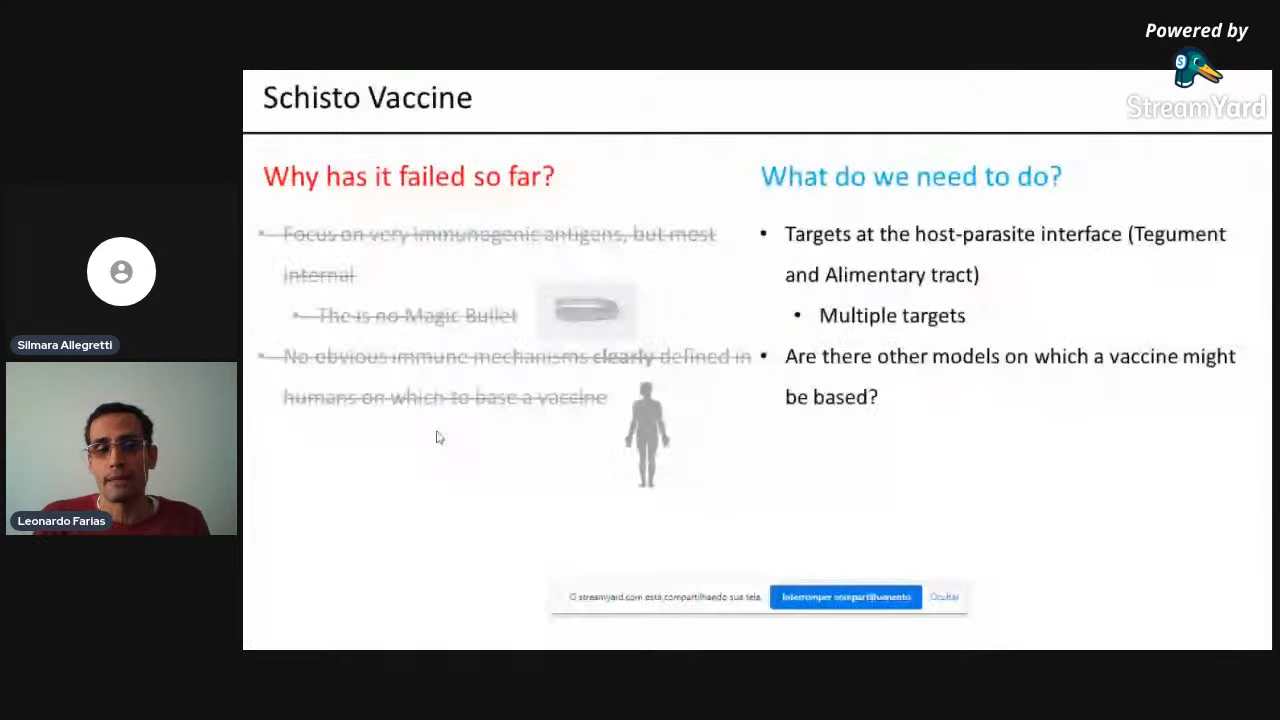 Powered by
StreamYard
Schisto Vaccine
Why has it failed so far?
• Focus on very immunogenic antigens, but most
internal
• The is no Magic Bullet
• No obvious immune mechanisms clearly defined in
humans on which to base a vaccine
What do we need to do?
• Targets at the host-parasite interface (Tegument
and Alimentary tract)
• Multiple targets
• Are there other models on which a vaccine might
be based?
Silmara Allegretti
Leonardo Farias
O streamyard.com está compartilhando sua tela.
Interromper compartilhamento
Ocultar